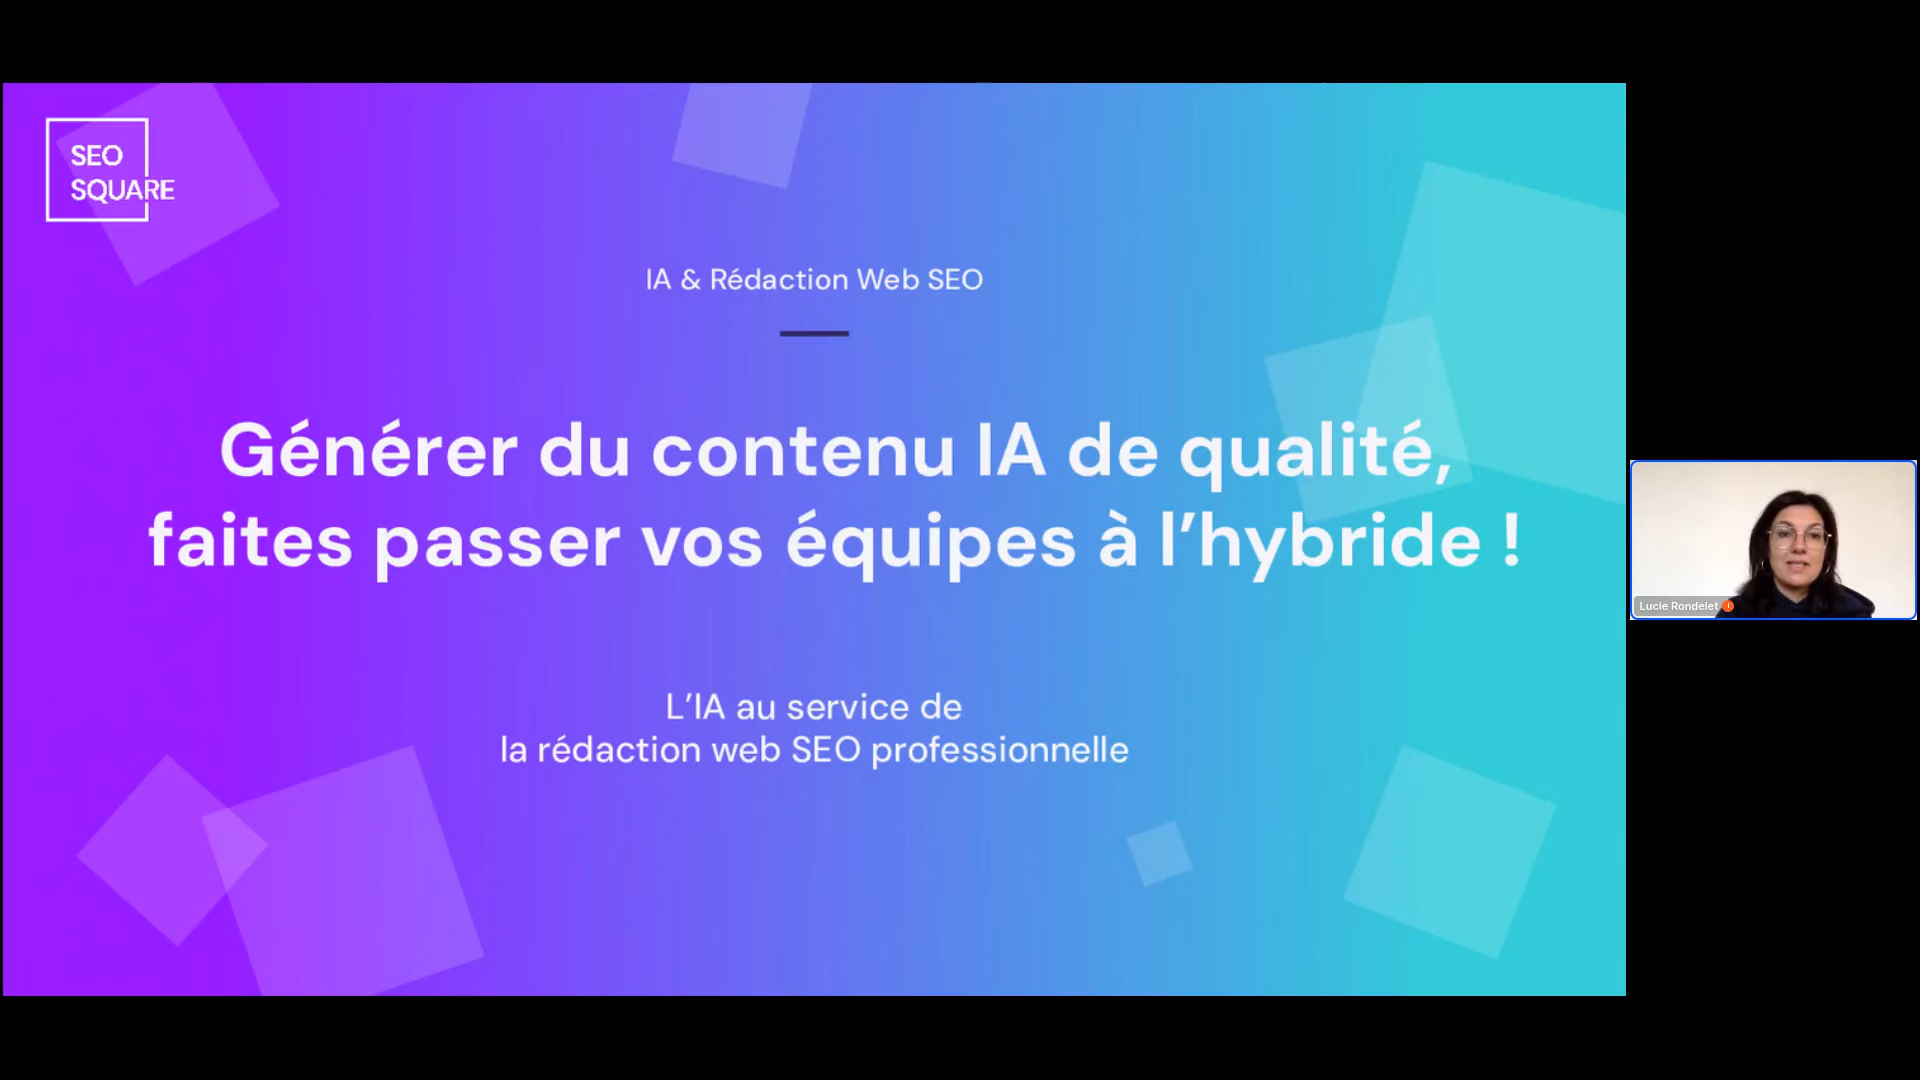 SEO
SQUARE
IA & Rédaction Web SEO
Générer du contenu IA de qualité,
faites passer vos équipes à l’hybride !
L’IA au service de
la rédaction web SEO professionnelle
Lucie Rondelet